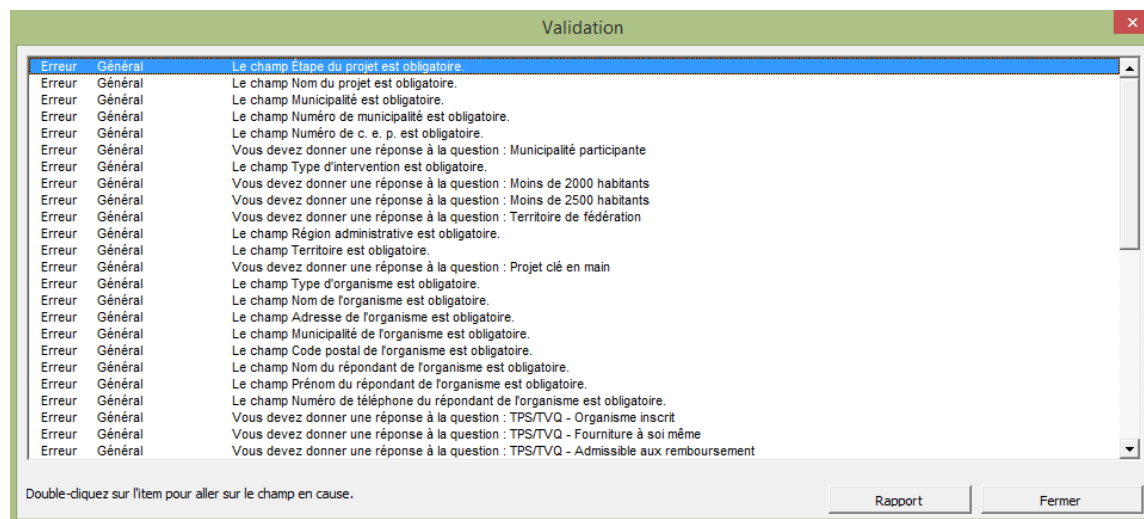 Validation
Erreur Général Le champ Étape du projet est obligatoire.
Erreur Général Le champ Nom du projet est obligatoire.
Erreur Général Le champ Municipalité est obligatoire.
Erreur Général Le champ Numéro de municipalité est obligatoire.
Erreur Général Le champ Numéro de c. e. p. est obligatoire.
Erreur Général Vous devez donner une réponse à la question : Municipalité participante
Erreur Général Le champ Type d'intervention est obligatoire.
Erreur Général Vous devez donner une réponse à la question : Moins de 2000 habitants
Erreur Général Vous devez donner une réponse à la question : Moins de 2500 habitants
Erreur Général Vous devez donner une réponse à la question : Territoire de fédération
Erreur Général Le champ Région administrative est obligatoire.
Erreur Général Le champ Territoire est obligatoire.
Erreur Général Vous devez donner une réponse à la question : Projet clé en main
Erreur Général Le champ Type d'organisme est obligatoire.
Erreur Général Le champ Nom de l'organisme est obligatoire.
Erreur Général Le champ Adresse de l'organisme est obligatoire.
Erreur Général Le champ Municipalité de l'organisme est obligatoire.
Erreur Général Le champ Code postal de l'organisme est obligatoire.
Erreur Général Le champ Nom du répondant de l'organisme est obligatoire.
Erreur Général Le champ Prénom du répondant de l'organisme est obligatoire.
Erreur Général Le champ Numéro de téléphone du répondant de l'organisme est obligatoire.
Erreur Général Vous devez donner une réponse à la question : TPS/TVQ - Organisme inscrit
Erreur Général Vous devez donner une réponse à la question : TPS/TVQ - Fourniture à soi même
Erreur Général Vous devez donner une réponse à la question : TPS/TVQ - Admissible aux remboursement
Double-cliquez sur l'item pour aller sur le champ en cause.
Rapport Fermer